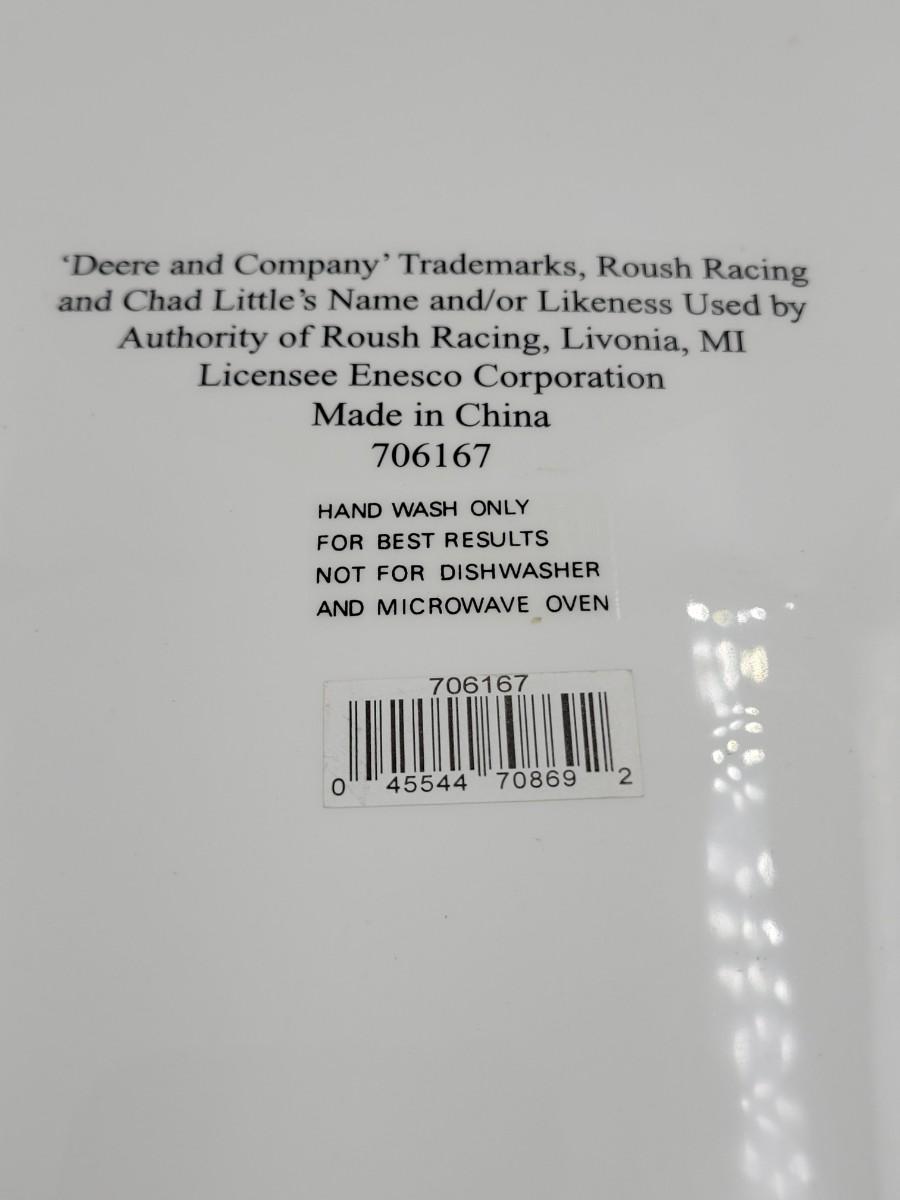 ‘Deere and Company’ Trademarks, Roush Racing
and Chad Little’s Name and/or Likeness Used by
Authority of Roush Racing, Livonia, MI
Licensee Enesco Corporation
Made in China
706167
HAND WASH ONLY
FOR BEST RESULTS
NOT FOR DISHWASHER
AND MICROWAVE OVEN
706167
0 45544 70869 2